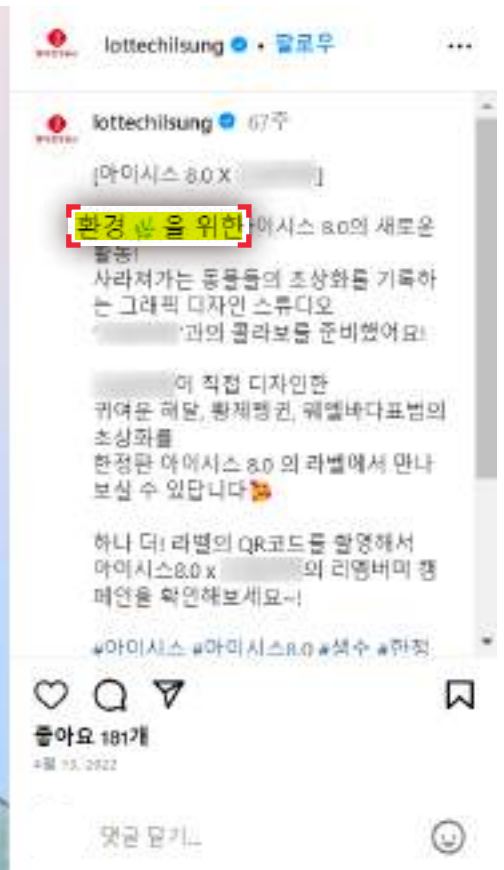 lottechilsung • 팔로우
lottechilsung 67주
[아이시스 8.0 X ]
환경🌿을 위한 아이시스 8.0의 새로운
활동!
사라져가는 동물들의 초상화를 기록하
는 그래픽 디자인 스튜디오
' '과의 콜라보를 준비했어요!
이 직접 디자인한
귀여운 해달, 황제펭귄, 웨델바다표범의
초상화를
한정판 아이시스 8.0 의 라벨에서 만나
보실 수 있답니다
하나 더! 라벨의 QR코드를 촬영해서
아이시스8.0 x 의 리멤버미 캠
페인을 확인해보세요~!
#아이시스 #아이시스8.0 #생수 #한정
좋아요 181개
4월 13, 2022
댓글 달기...